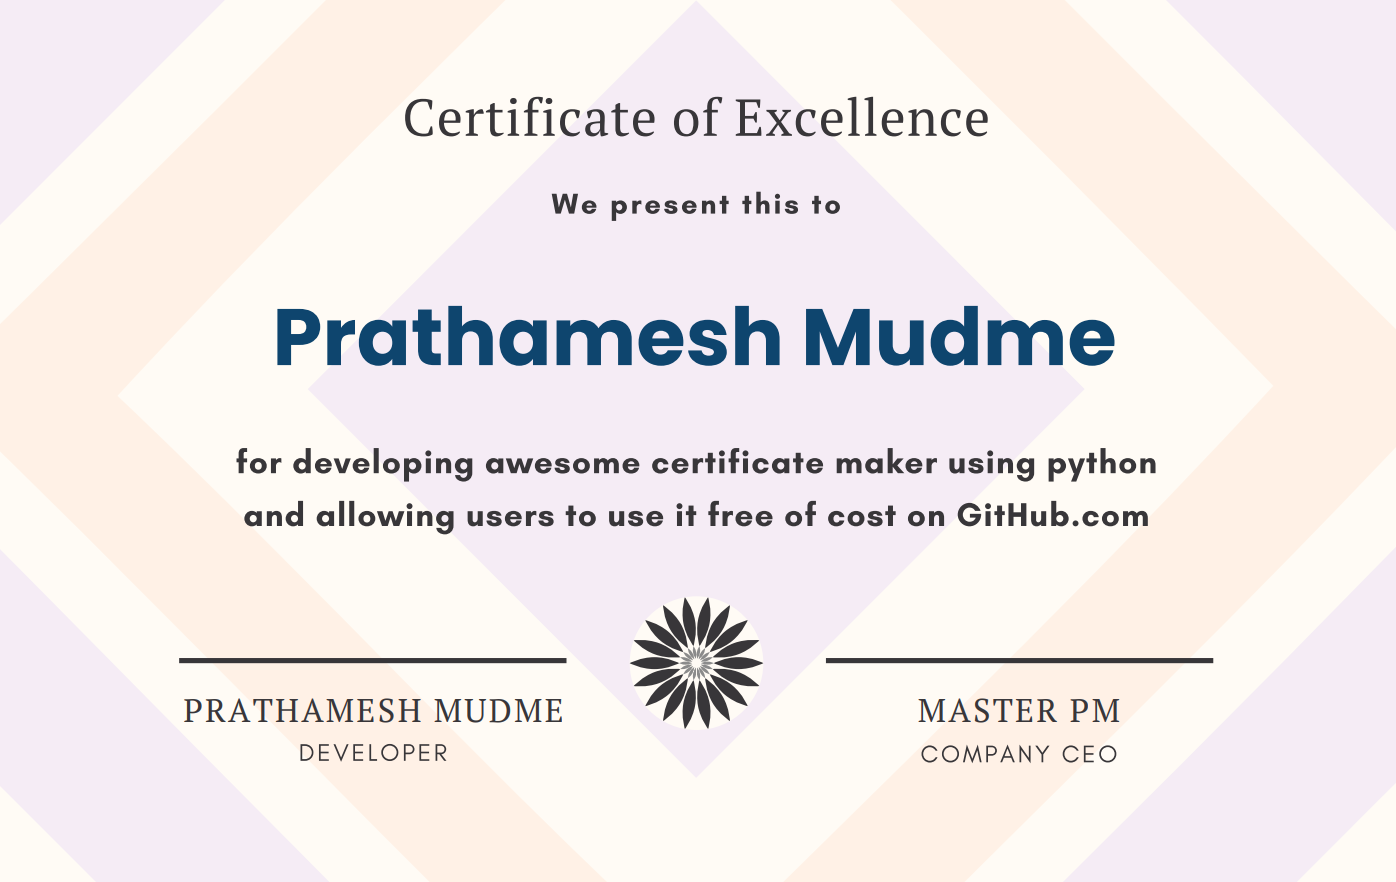 Certificate of Excellence
We present this to
Prathamesh Mudme
for developing awesome certificate maker using python
and allowing users to use it free of cost on GitHub.com
PRATHAMESH MUDME
DEVELOPER
MASTER PM
COMPANY CEO